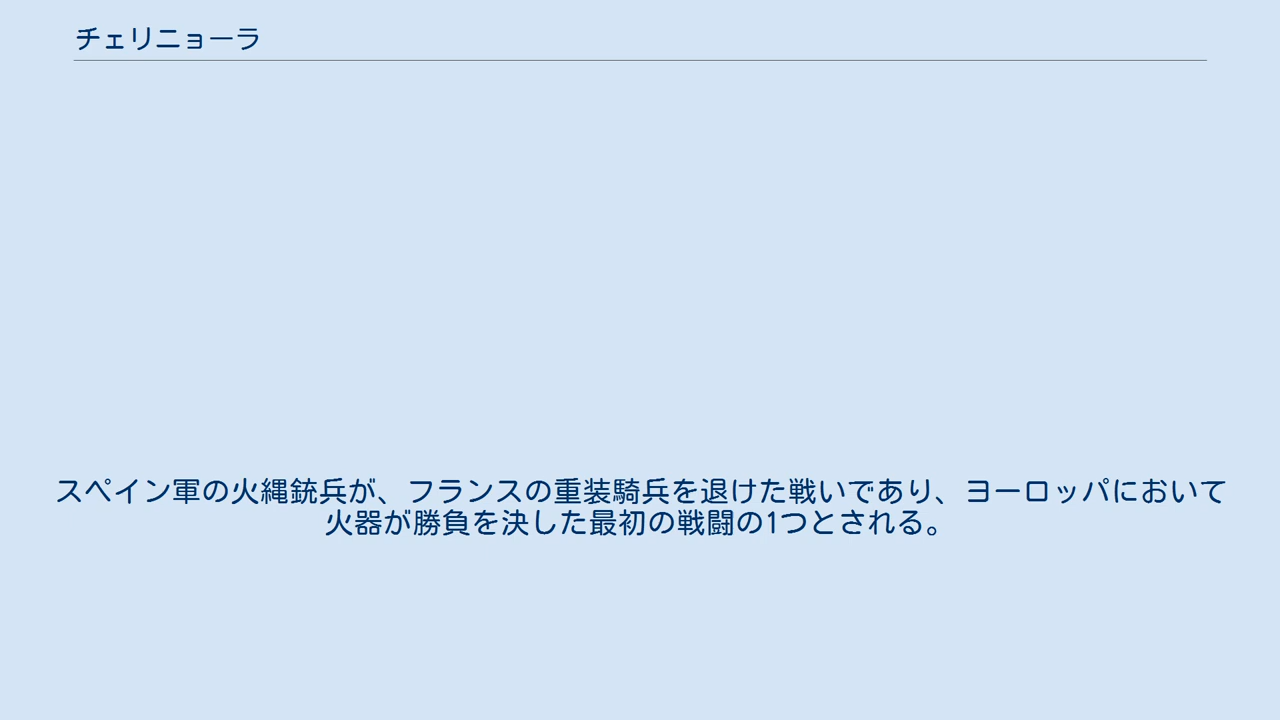 チェリニョーラ
スペイン軍の火縄銃兵が、フランスの重装騎兵を退けた戦いであり、ヨーロッパにおいて
火器が勝負を決した最初の戦闘の1つとされる。